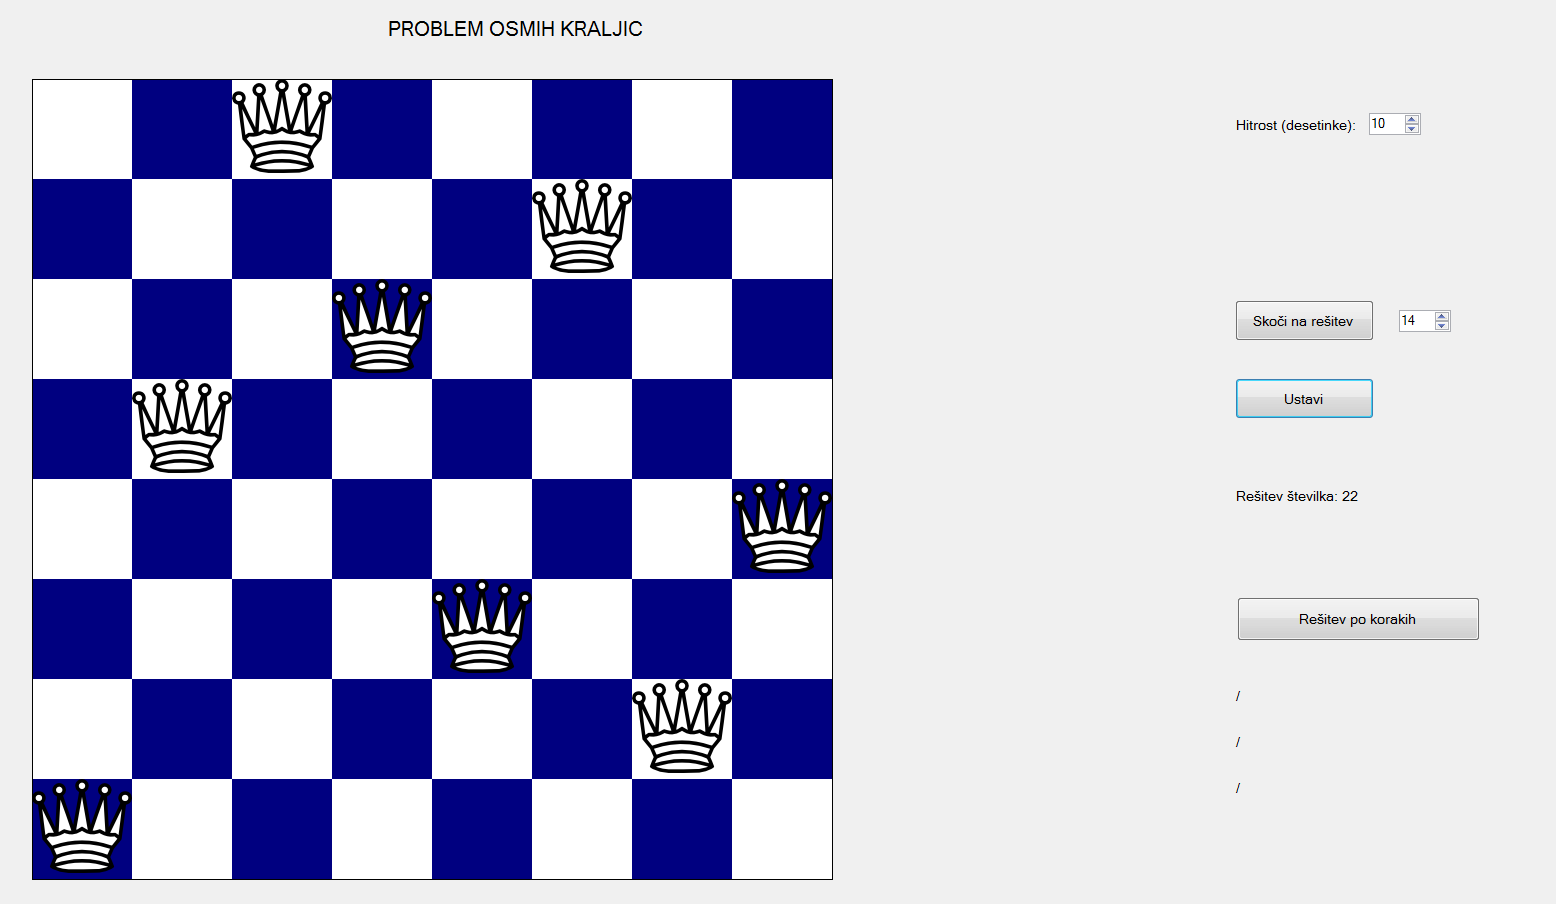 PROBLEM OSMIH KRALJIC
Hitrost (desetinke): 10
Skoči na rešitev 14
Ustavi
Rešitev številka: 22
Rešitev po korakih
/
/
/